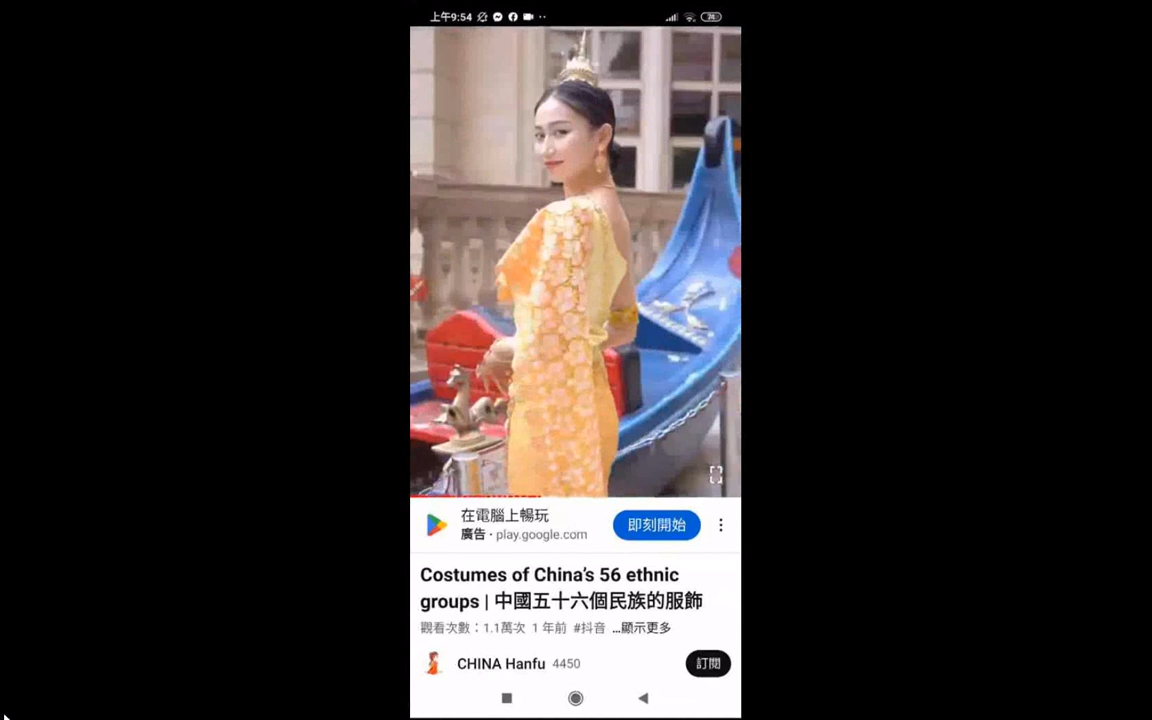 上午9:54
在電腦上暢玩
廣告 · play.google.com
即刻開始
Costumes of China's 56 ethnic
groups | 中國五十六個民族的服飾
觀看次數：1.1萬次 1 年前 #抖音 ...顯示更多
CHINA Hanfu 4450
訂閱